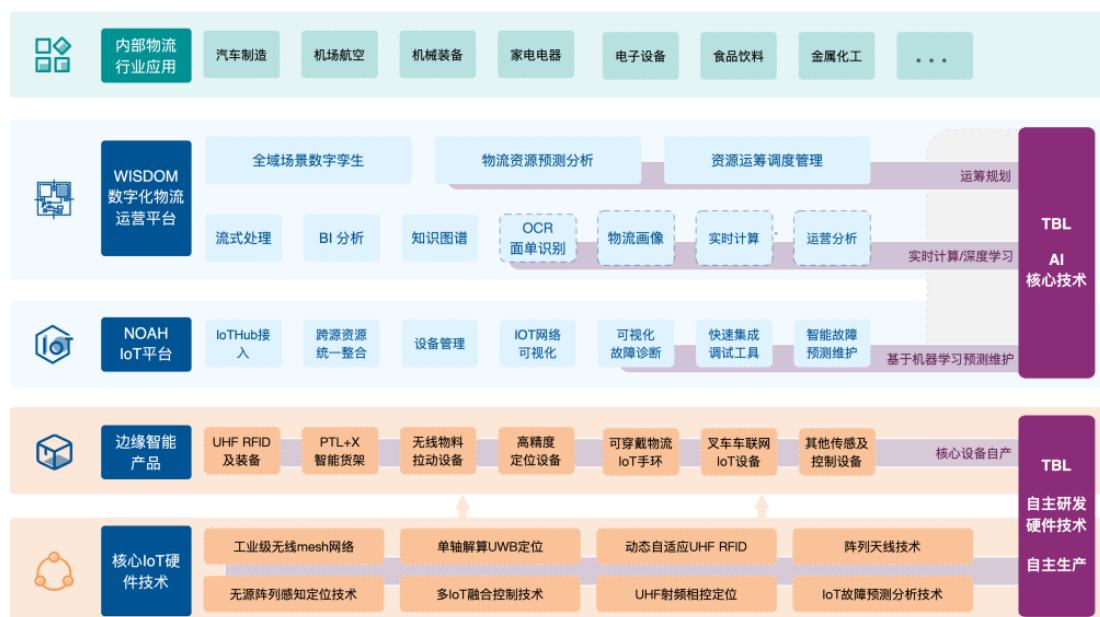 内部物流
行业应用
汽车制造
机场航空
机械装备
家电电器
电子设备
食品饮料
金属化工
。。。
WISDOM
数字化物流
运营平台
全域场景数字孪生
物流资源预测分析
资源运筹调度管理
运筹规划
流式处理
BI 分析
知识图谱
OCR
面单识别
物流画像
实时计算
运营分析
实时计算/深度学习
TBL
AI
核心技术
IoT
NOAH
IoT平台
IoTHub接
入
跨源资源
统一整合
设备管理
IOT网络
可视化
可视化
故障诊断
快速集成
调试工具
智能故障
预测维护
基于机器学习预测维护
边缘智能
产品
UHF RFID
及装备
PTL+X
智能货架
无线物料
拉动设备
高精度
定位设备
可穿戴物流
IoT手环
叉车车联网
IoT设备
其他传感及
控制设备
核心设备自产
TBL
自主研发
硬件技术
自主生产
核心IoT硬
件技术
工业级无线mesh网络
单轴解算UWB定位
动态自适应UHF RFID
阵列天线技术
无源阵列感知定位技术
多IoT融合控制技术
UHF射频相控定位
IoT故障预测分析技术